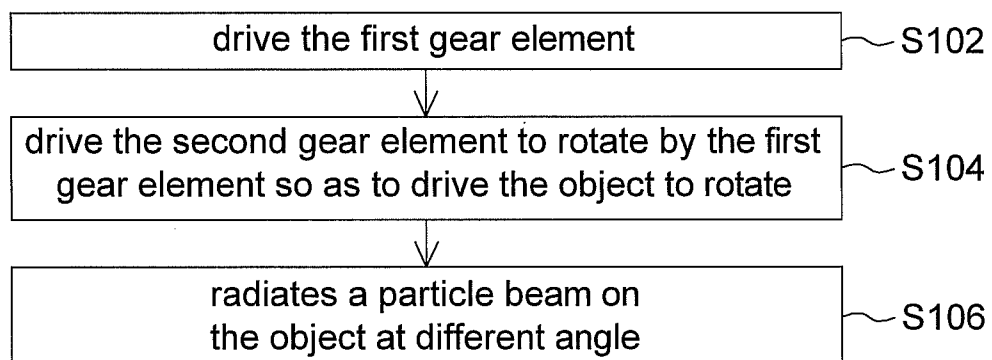 drive the first gear element
S102
drive the second gear element to rotate by the first
gear element so as to drive the object to rotate
S104
radiates a particle beam on
the object at different angle
S106